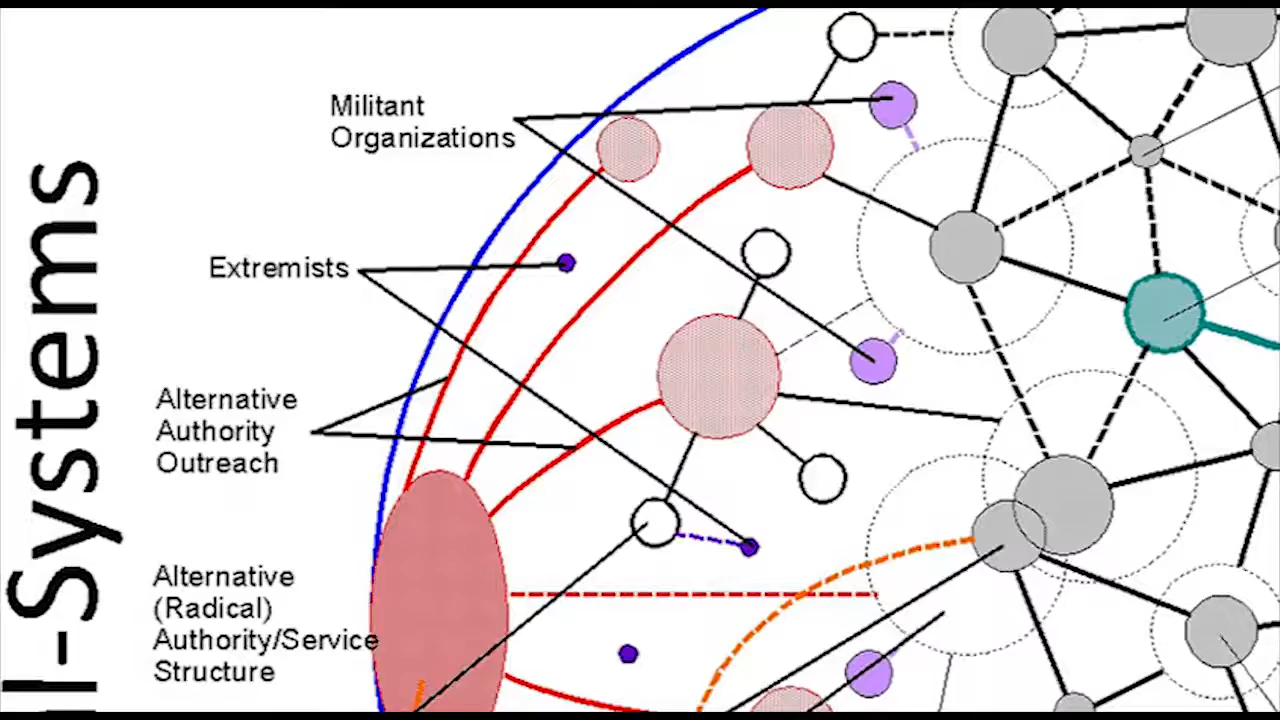 Militant
Organizations
Extremists
Alternative
Authority
Outreach
Alternative
(Radical)
Authority/Service
Structure
l-Systems